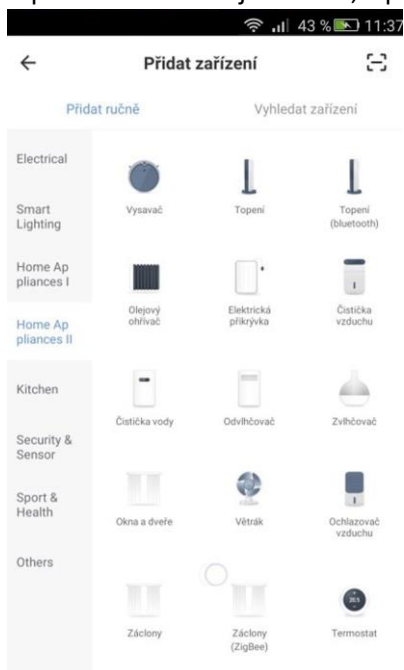 43 % 11:37
Přidat zařízení
Přidat ručně
Vyhledat zařízení
Electrical
Smart
Lighting
Home Ap
pliances I
Home Ap
pliances II
Kitchen
Security &
Sensor
Sport &
Health
Others
Vysavač
Topení
Topení
(bluetooth)
Olejový
ohřívač
Elektrická
přikrývka
Čistička
vzduchu
Čistička vody
Odvlhčovač
Zvlhčovač
Okna a dveře
Větrák
Ochlazovač
vzduchu
Záclony
Záclony
(ZigBee)
Termostat